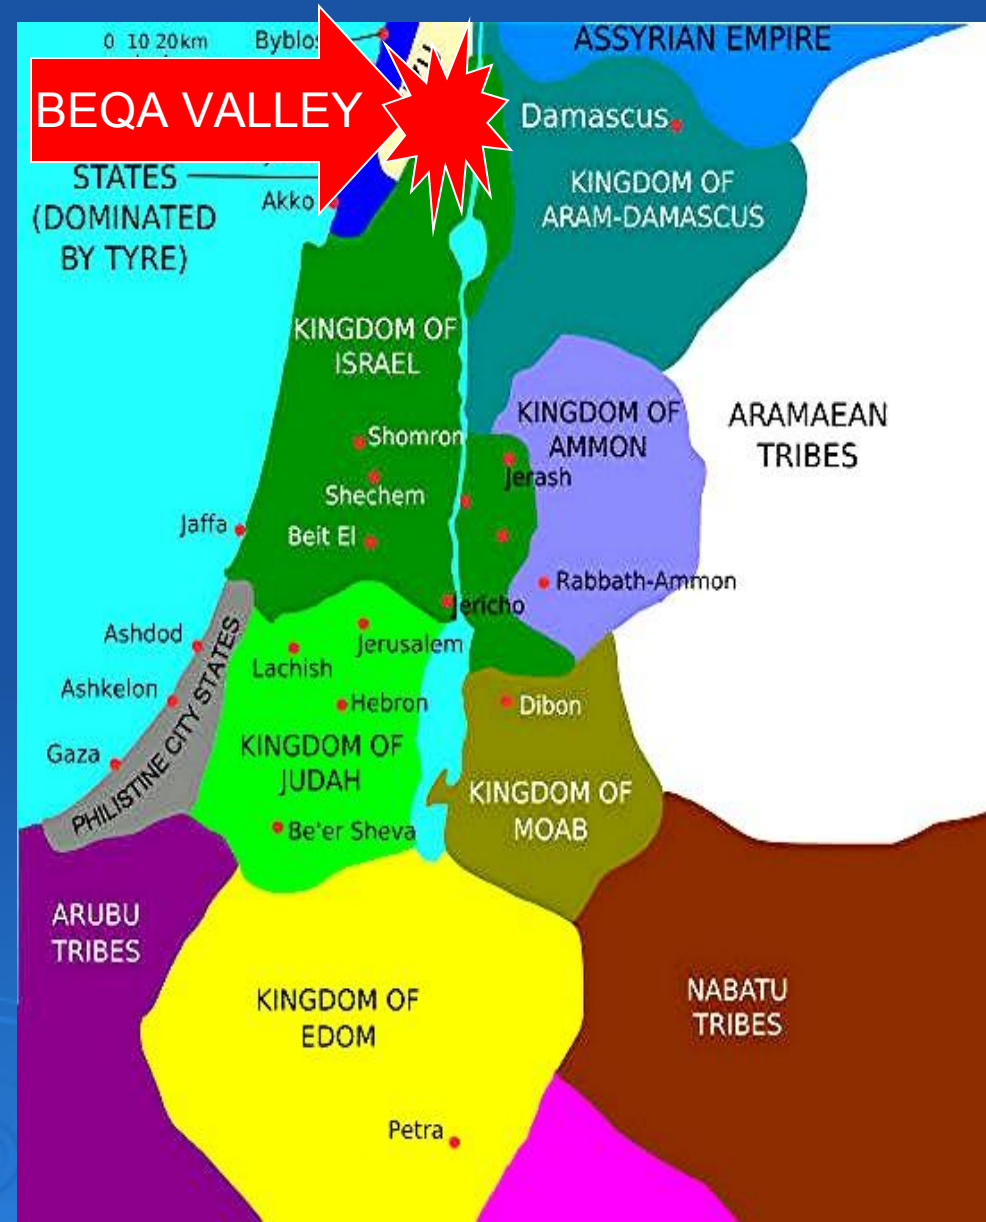 0 10 20km
Byblos
ASSYRIAN EMPIRE
BEQA VALLEY
Damascus
STATES
(DOMINATED
BY TYRE)
Akko
KINGDOM OF
ARAM-DAMASCUS
KINGDOM OF
ISRAEL
KINGDOM OF
AMMON
ARAMAEAN
TRIBES
Shomron
Jerash
Shechem
Jaffa
Beit El
Rabbath-Ammon
Jericho
Ashdod
Jerusalem
Lachish
Ashkelon
Hebron
Dibon
PHILISTINE CITY STATES
Gaza
KINGDOM OF
JUDAH
KINGDOM OF
MOAB
Be'er Sheva
ARUBU
TRIBES
KINGDOM OF
EDOM
NABATU
TRIBES
Petra